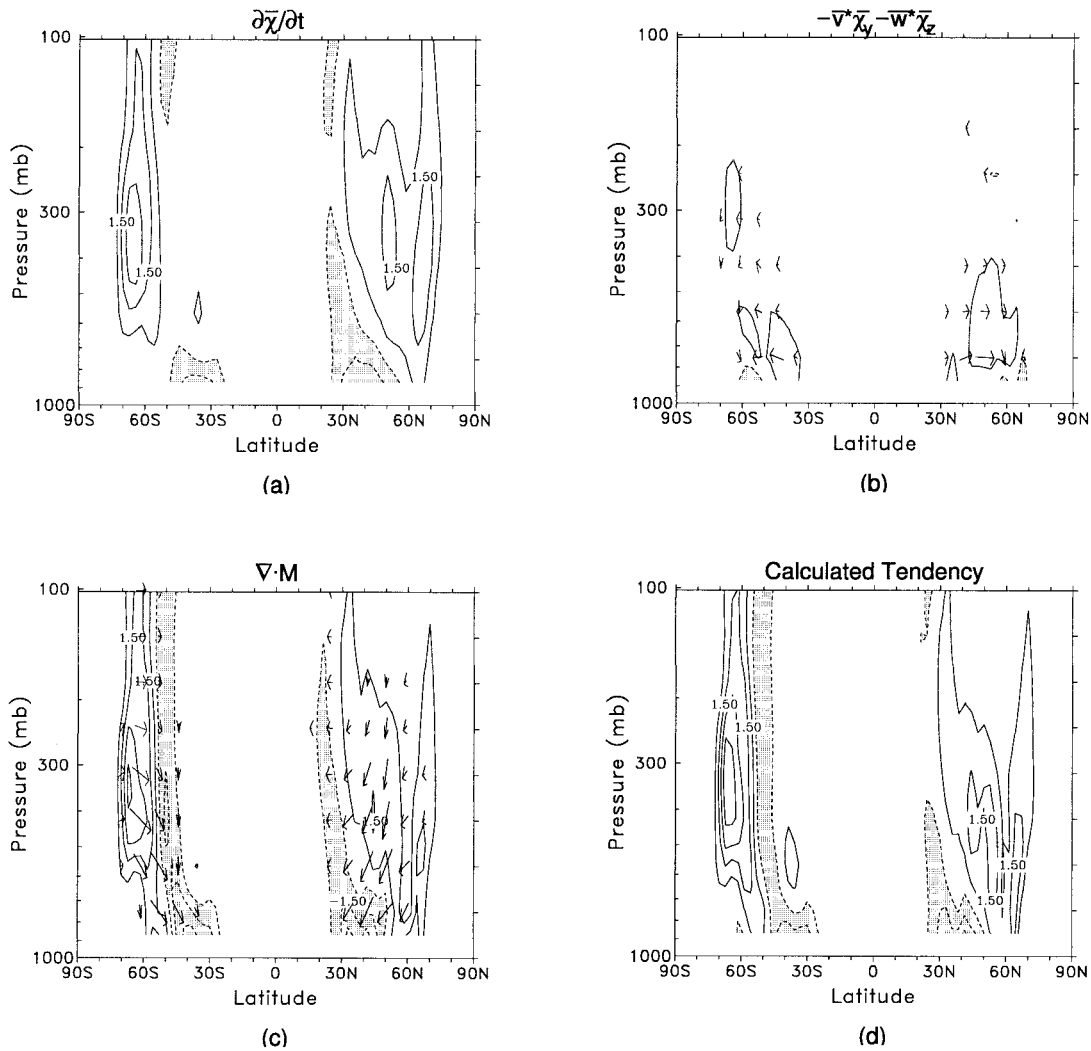 ∂χ̄/∂t
100
300
1000
Pressure (mb)
1.50
1.50
1.50
1.50
90S 60S 30S 0 30N 60N 90N
Latitude
(a)
−v̄*χ̄y −w̄*χ̄z
100
300
1000
Pressure (mb)
90S 60S 30S 0 30N 60N 90N
Latitude
(b)
∇·M
100
300
1000
Pressure (mb)
1.50
1.50
1.50
−1.50
90S 60S 30S 0 30N 60N 90N
Latitude
(c)
Calculated Tendency
100
300
1000
Pressure (mb)
1.50
1.50
1.50
1.50
1.50
90S 60S 30S 0 30N 60N 90N
Latitude
(d)